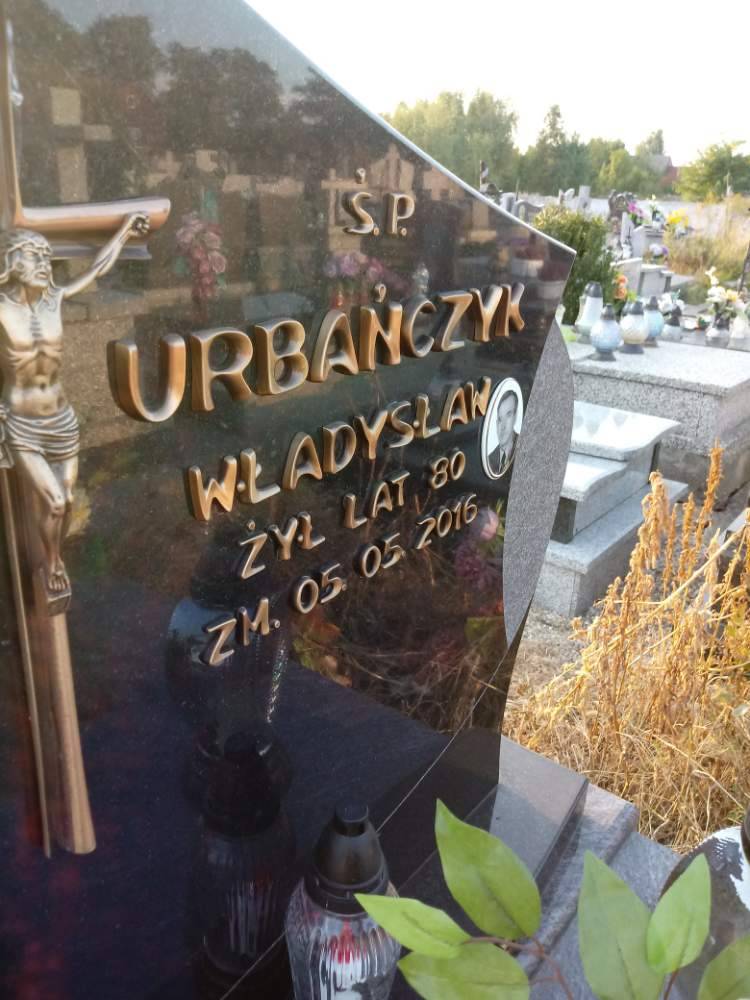 Ś.P.
URBAŃCZYK
WŁADYSŁAW
ŻYŁ LAT 80
ZM. 05.05.2016